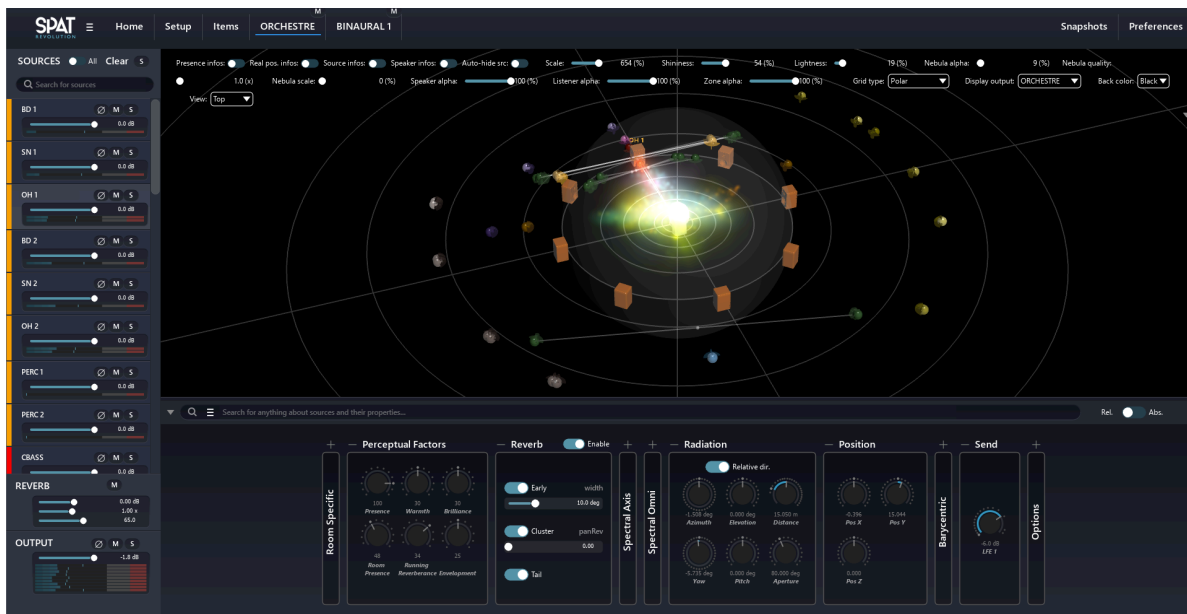 M M
SPAT REVOLUTION Home Setup Items ORCHESTRE BINAURAL 1 Snapshots Preferences
SOURCES All Clear S
Search for sources
BD 1 Ø M S
0.0 dB
SN 1 Ø M S
0.0 dB
OH 1 Ø M S
0.0 dB
BD 2 Ø M S
0.0 dB
SN 2 Ø M S
0.0 dB
OH 2 Ø M S
0.0 dB
PERC 1 Ø M S
0.0 dB
PERC 2 Ø M S
0.0 dB
CBASS Ø M S
0.0 dB
REVERB M
0.00 dB
1.00 x
65.0
OUTPUT Ø M S
-1.8 dB
Presence infos: Real pos. infos: Source infos: Speaker infos: Auto-hide src: Scale: 654 (%) Shininess: 54 (%) Lightness: 19 (%) Nebula alpha: 9 (%) Nebula quality:
1.0 (x) Nebula scale: 0 (%) Speaker alpha: 100 (%) Listener alpha: 100 (%) Zone alpha: 100 (%) Grid type: Polar Display output: ORCHESTRE Back color: Black
View: Top
OH 1
Search for anything about sources and their properties... Rel. Abs.
Room Specific
Perceptual Factors
100 30 30
Presence Warmth Brilliance
48 34 25
Room Presence Running Reverberance Envelopment
Reverb Enable
Early width
10.0 deg
Cluster panRev
0.00
Tail
Spectral Axis
Spectral Omni
Radiation
Relative dir.
-1.508 deg 0.000 deg 15.050 m
Azimuth Elevation Distance
-5.735 deg 0.000 deg 80.000 deg
Yaw Pitch Aperture
Position
-0.396 15.044
Pos X Pos Y
0.000
Pos Z
Barycentric
Send
-6.0 dB
LFE 1
Options